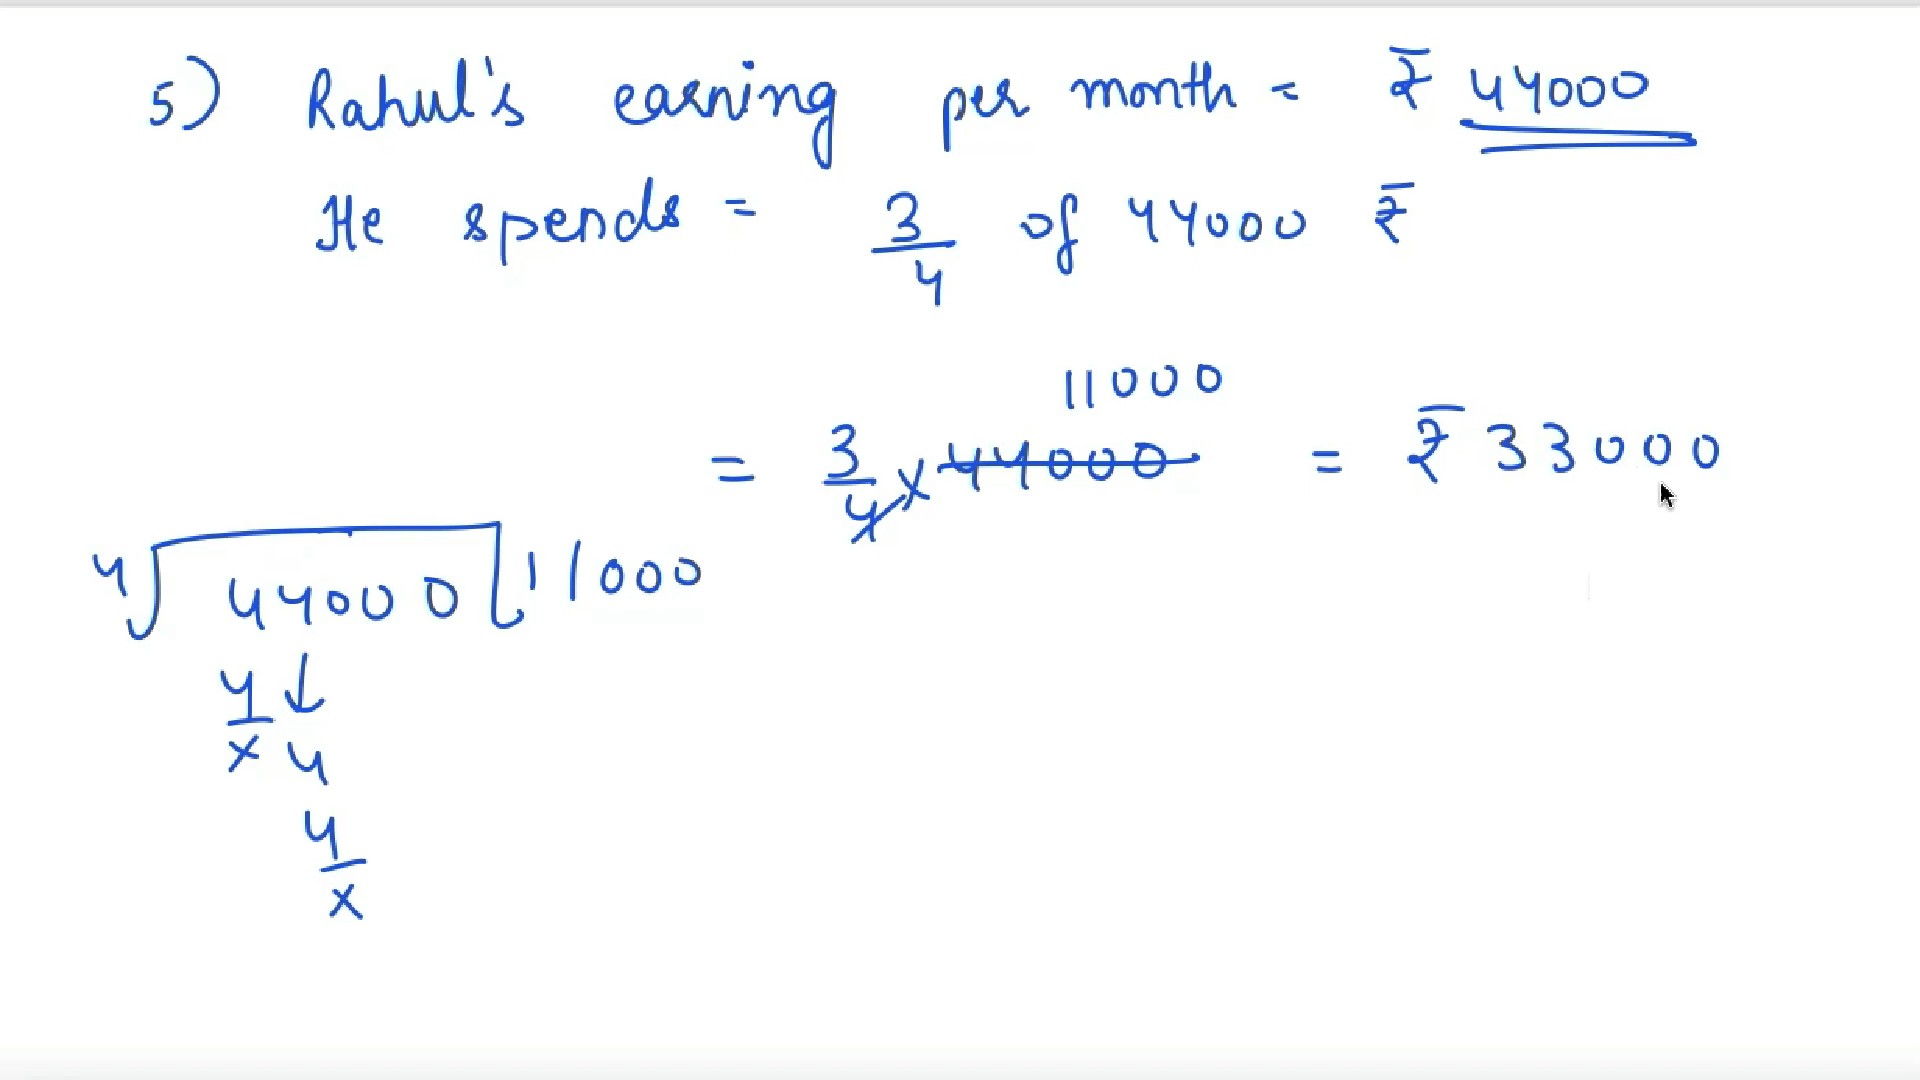 5) Rahul's earning per month = ₹ 44000
He spends = 3/4 of 44000 ₹
11000
= 3/4 x 44000 = ₹ 33000
4 44000 11000
4 ↓
x 4
4
x